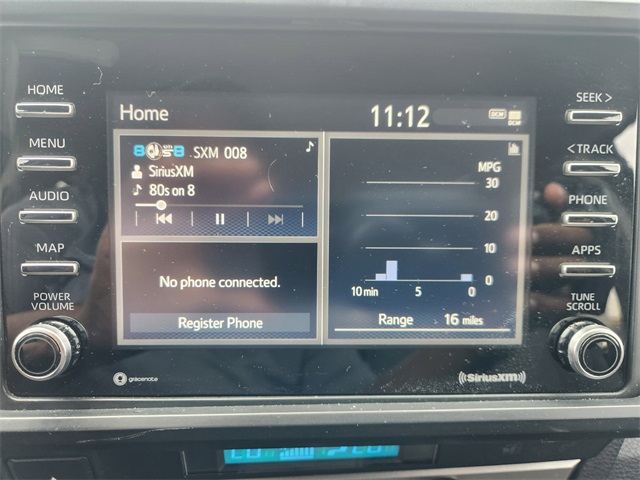 HOME
MENU
AUDIO
MAP
POWER
VOLUME
Home
11:12
DCM
SXM 008
SiriusXM
80s on 8
No phone connected.
Register Phone
MPG
30
20
10
0
10 min 5 0
Range 16 miles
SEEK >
< TRACK
PHONE
APPS
TUNE
SCROLL
gracenote
SiriusXM
LO